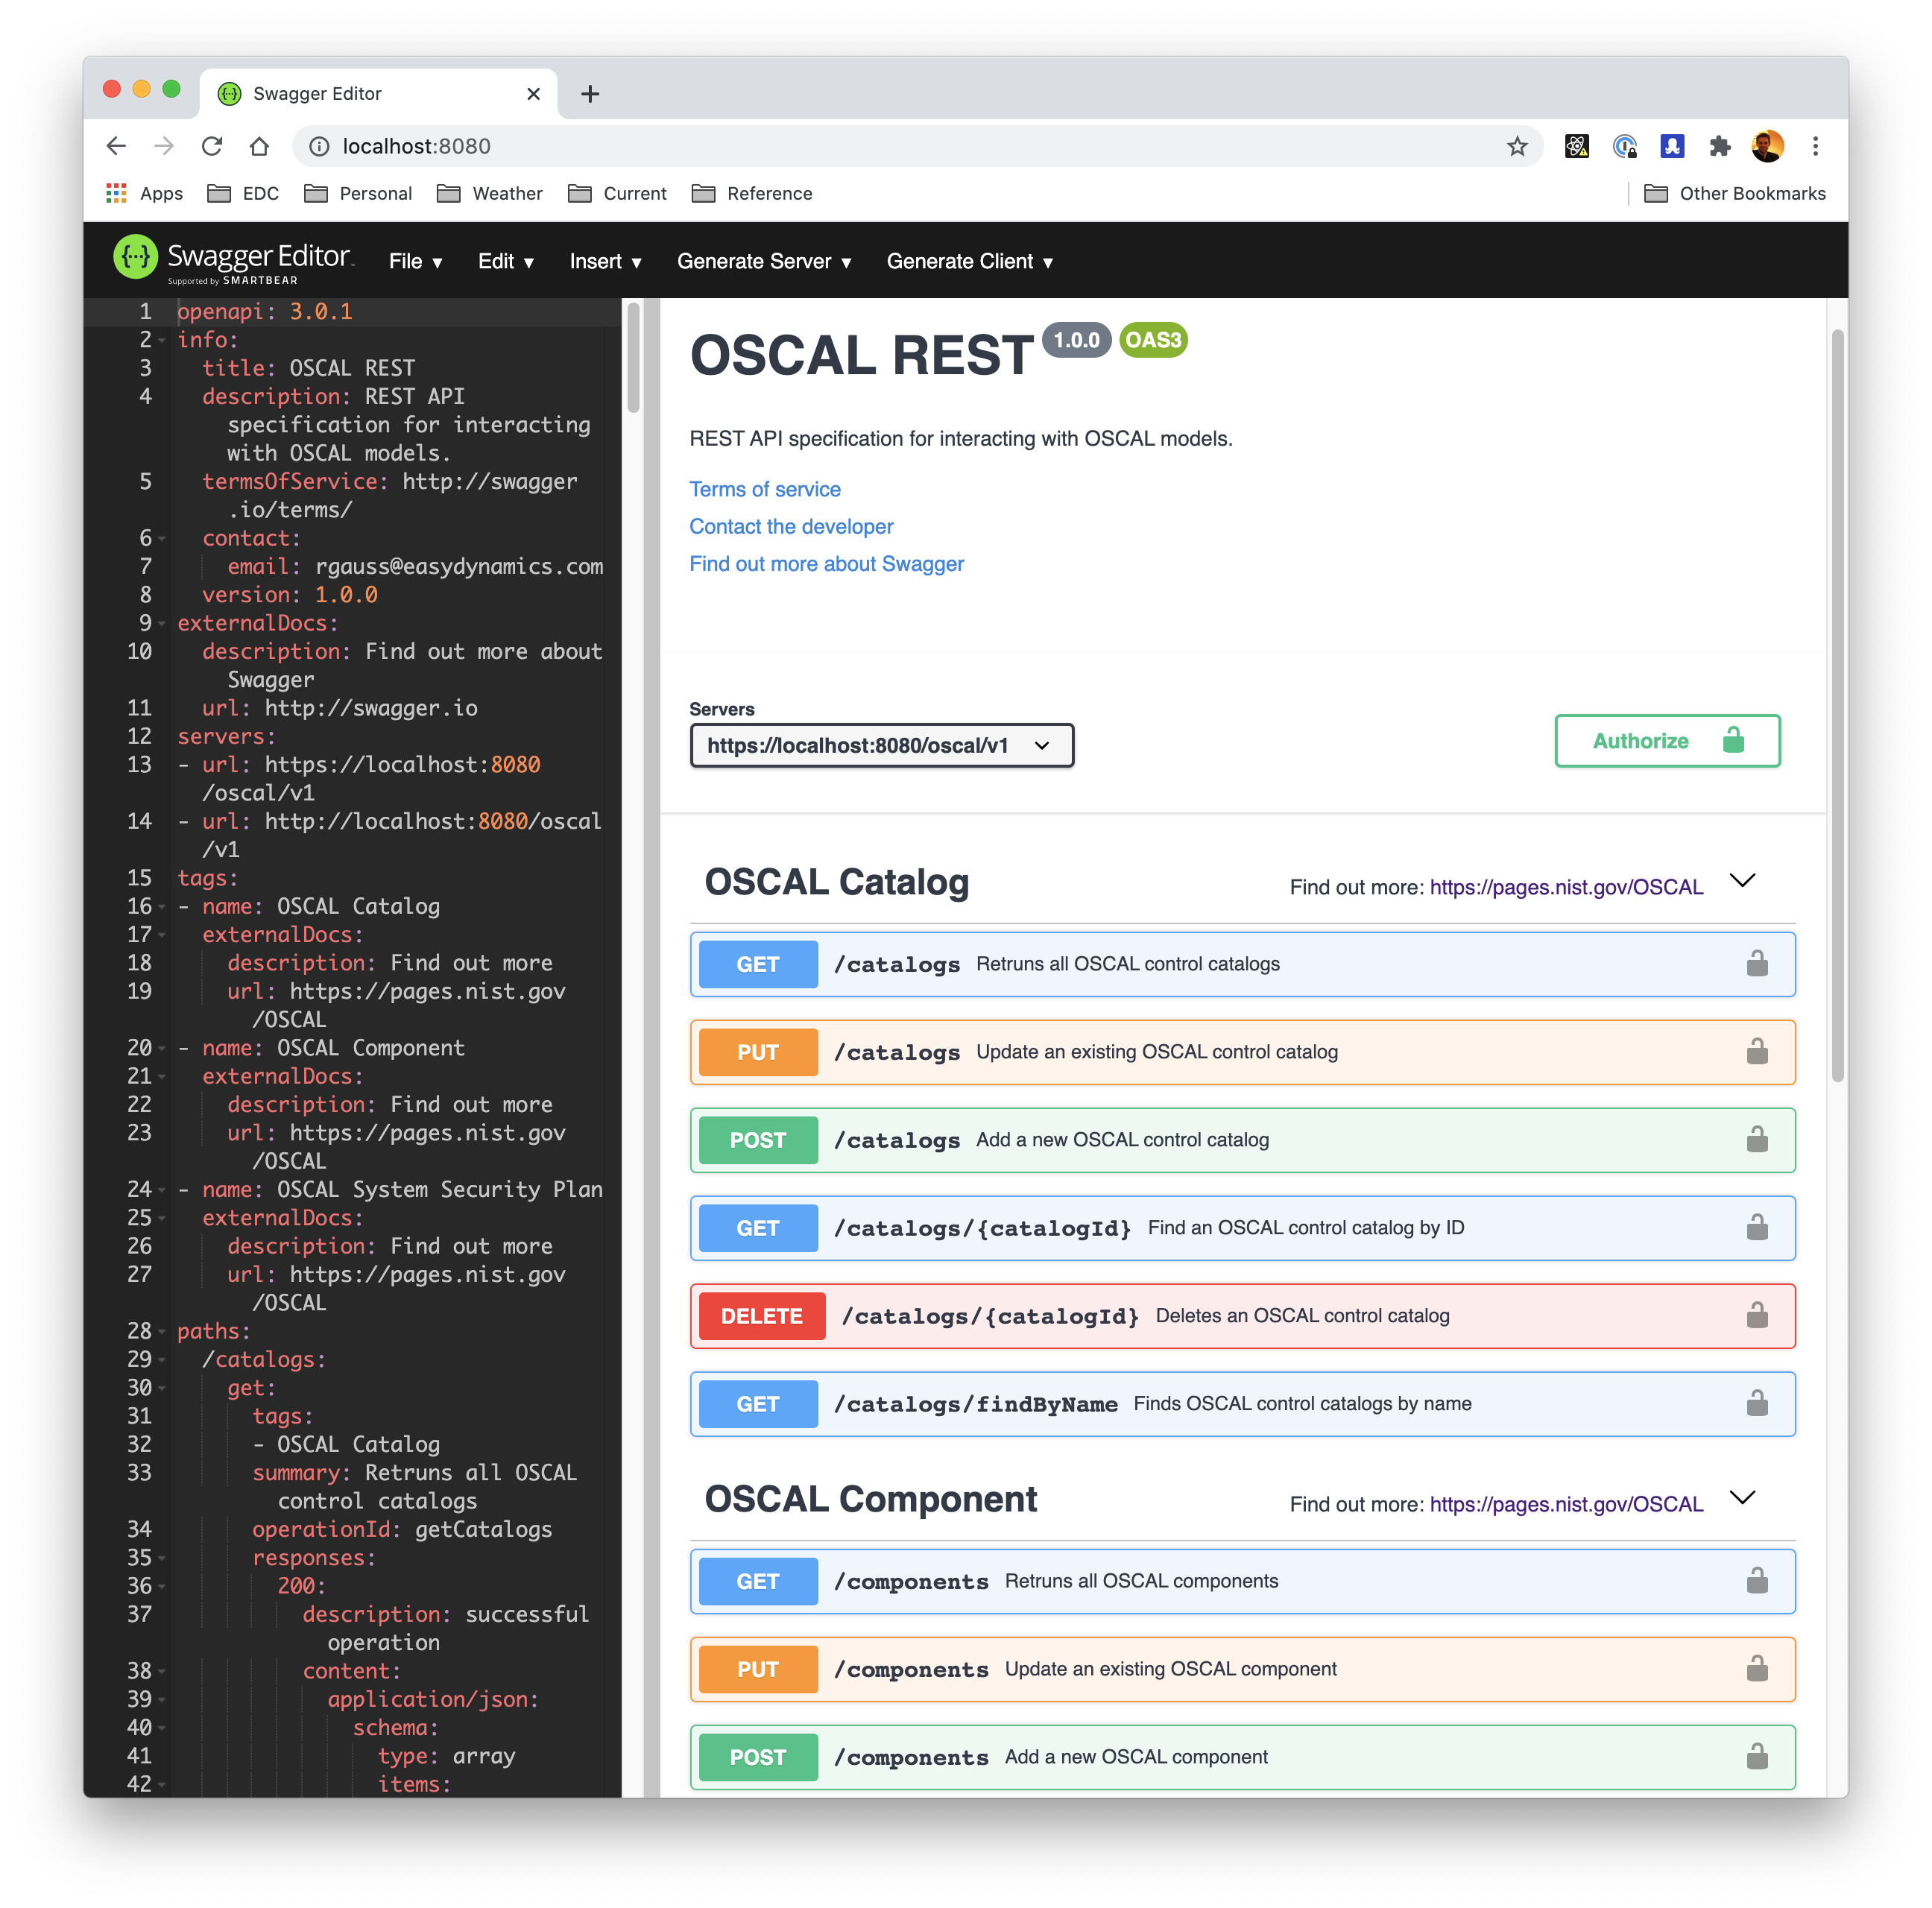 Swagger Editor
localhost:8080
Apps EDC Personal Weather Current Reference Other Bookmarks
Swagger Editor
Supported by SMARTBEAR
File ▾ Edit ▾ Insert ▾ Generate Server ▾ Generate Client ▾
1 openapi: 3.0.1
2 info:
3 title: OSCAL REST
4 description: REST API
specification for interacting
with OSCAL models.
5 termsOfService: http://swagger
.io/terms/
6 contact:
7 email: rgauss@easydynamics.com
8 version: 1.0.0
9 externalDocs:
10 description: Find out more about
Swagger
11 url: http://swagger.io
12 servers:
13 - url: https://localhost:8080
/oscal/v1
14 - url: http://localhost:8080/oscal
/v1
15 tags:
16 - name: OSCAL Catalog
17 externalDocs:
18 description: Find out more
19 url: https://pages.nist.gov
/OSCAL
20 - name: OSCAL Component
21 externalDocs:
22 description: Find out more
23 url: https://pages.nist.gov
/OSCAL
24 - name: OSCAL System Security Plan
25 externalDocs:
26 description: Find out more
27 url: https://pages.nist.gov
/OSCAL
28 paths:
29 /catalogs:
30 get:
31 tags:
32 - OSCAL Catalog
33 summary: Retruns all OSCAL
control catalogs
34 operationId: getCatalogs
35 responses:
36 200:
37 description: successful
operation
38 content:
39 application/json:
40 schema:
41 type: array
42 items:
OSCAL REST 1.0.0 OAS3
REST API specification for interacting with OSCAL models.
Terms of service
Contact the developer
Find out more about Swagger
Servers
https://localhost:8080/oscal/v1
Authorize
OSCAL Catalog Find out more: https://pages.nist.gov/OSCAL
GET /catalogs Retruns all OSCAL control catalogs
PUT /catalogs Update an existing OSCAL control catalog
POST /catalogs Add a new OSCAL control catalog
GET /catalogs/{catalogId} Find an OSCAL control catalog by ID
DELETE /catalogs/{catalogId} Deletes an OSCAL control catalog
GET /catalogs/findByName Finds OSCAL control catalogs by name
OSCAL Component Find out more: https://pages.nist.gov/OSCAL
GET /components Retruns all OSCAL components
PUT /components Update an existing OSCAL component
POST /components Add a new OSCAL component